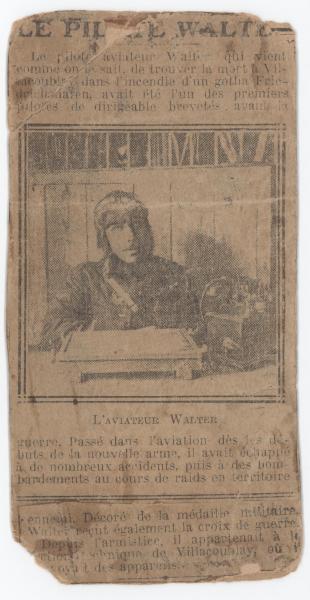 LE PILOTE WALTER
Le pilote aviateur Walter, qui vient
comme on le sait, de trouver la mort à Vil-
lacoublay dans l'incendie d'un gotha Frie-
drichshafen, avait été l'un des premiers
pilotes de dirigeable brevetés avant la
L'AVIATEUR WALTER
guerre. Passé dans l'aviation dès les dé-
buts de la nouvelle arme, il avait échappé
à de nombreux accidents, puis à des bom-
bardements au cours de raids en territoire
ennemi. Décoré de la médaille militaire,
Walter reçut également la croix de guerre.
Depuis l'armistice, il appartenait à l
technique de Villacoublay, où
des appareils